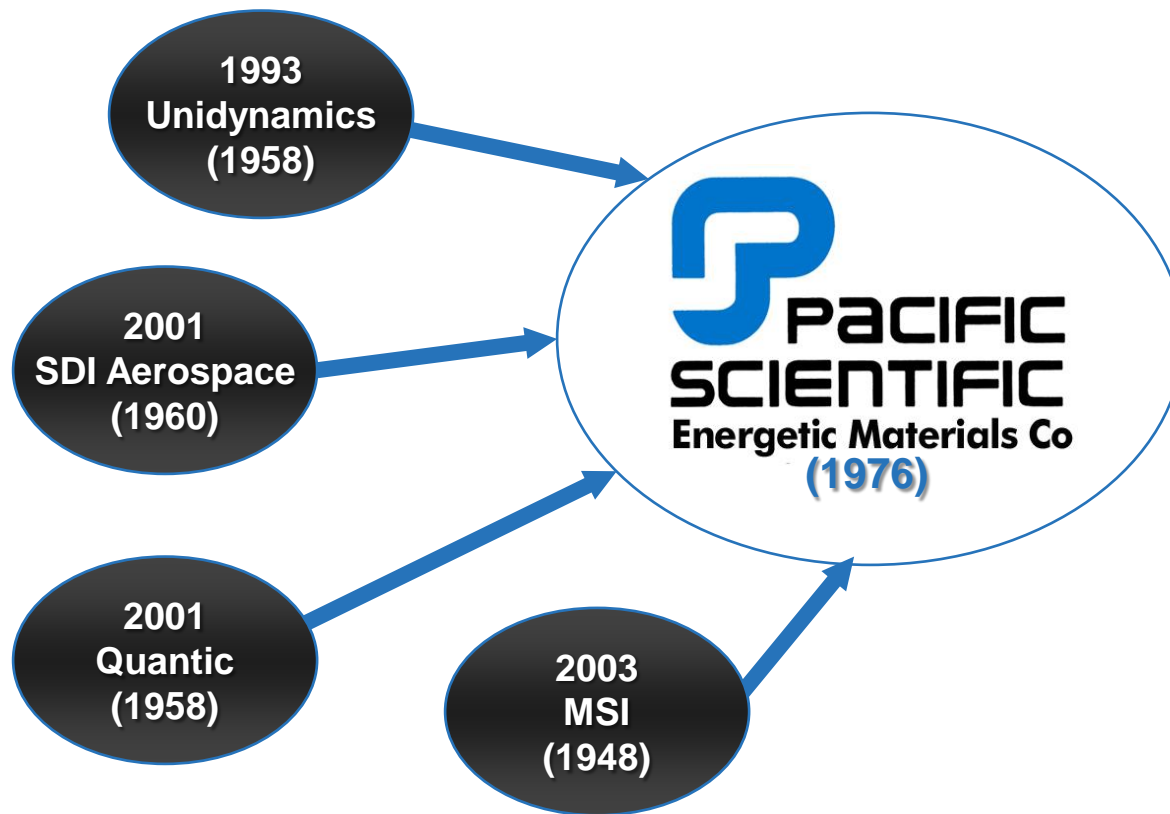 1993
Unidynamics
(1958)
2001
SDI Aerospace
(1960)
2001
Quantic
(1958)
2003
MSI
(1948)
PACIFIC
SCIENTIFIC
Energetic Materials Co
(1976)